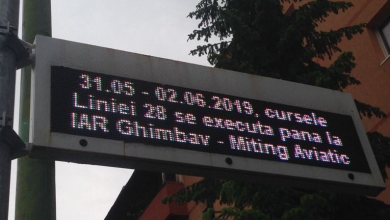 31.05 - 02.06.2019, cursele
Liniei 28 se executa pana la
IAR Ghimbav - Miting Aviatic